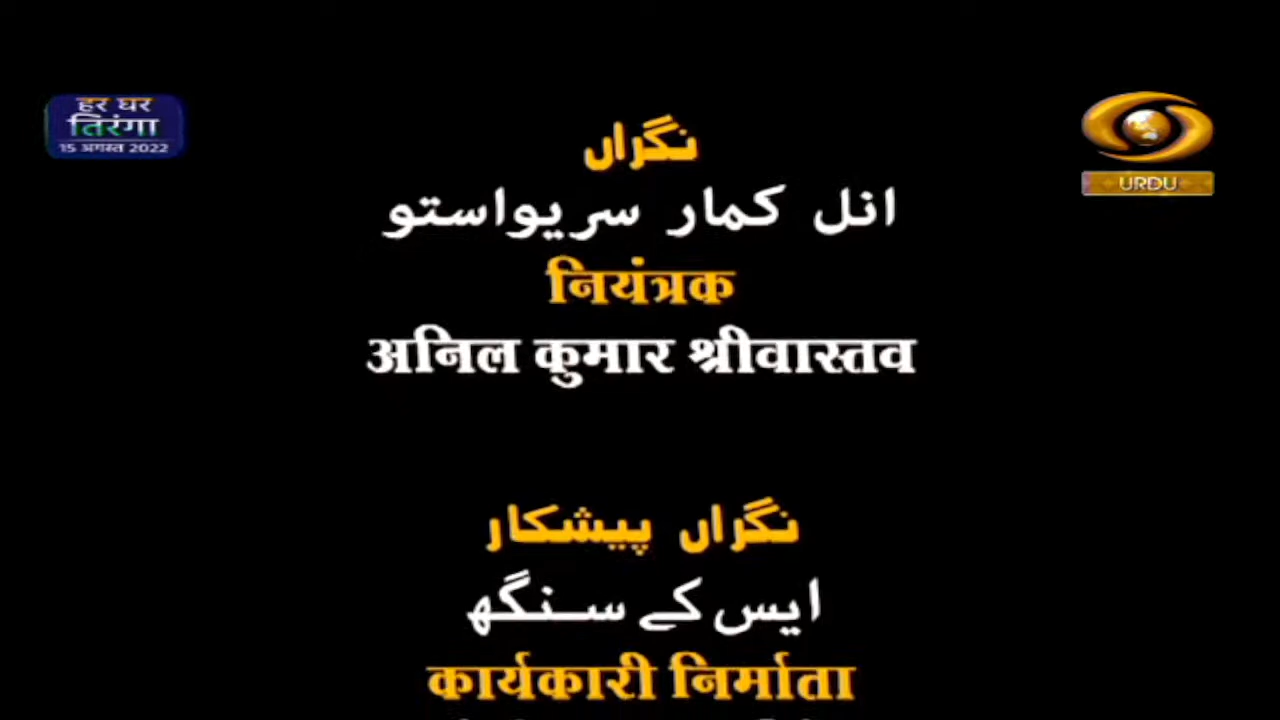 हर घर
तिरंगा
15 अगस्त 2022
URDU
نگراں
انل کمار سریواستو
नियंत्रक
अनिल कुमार श्रीवास्तव
نگراں پیشکار
ایس کے سنگھ
कार्यकारी निर्माता